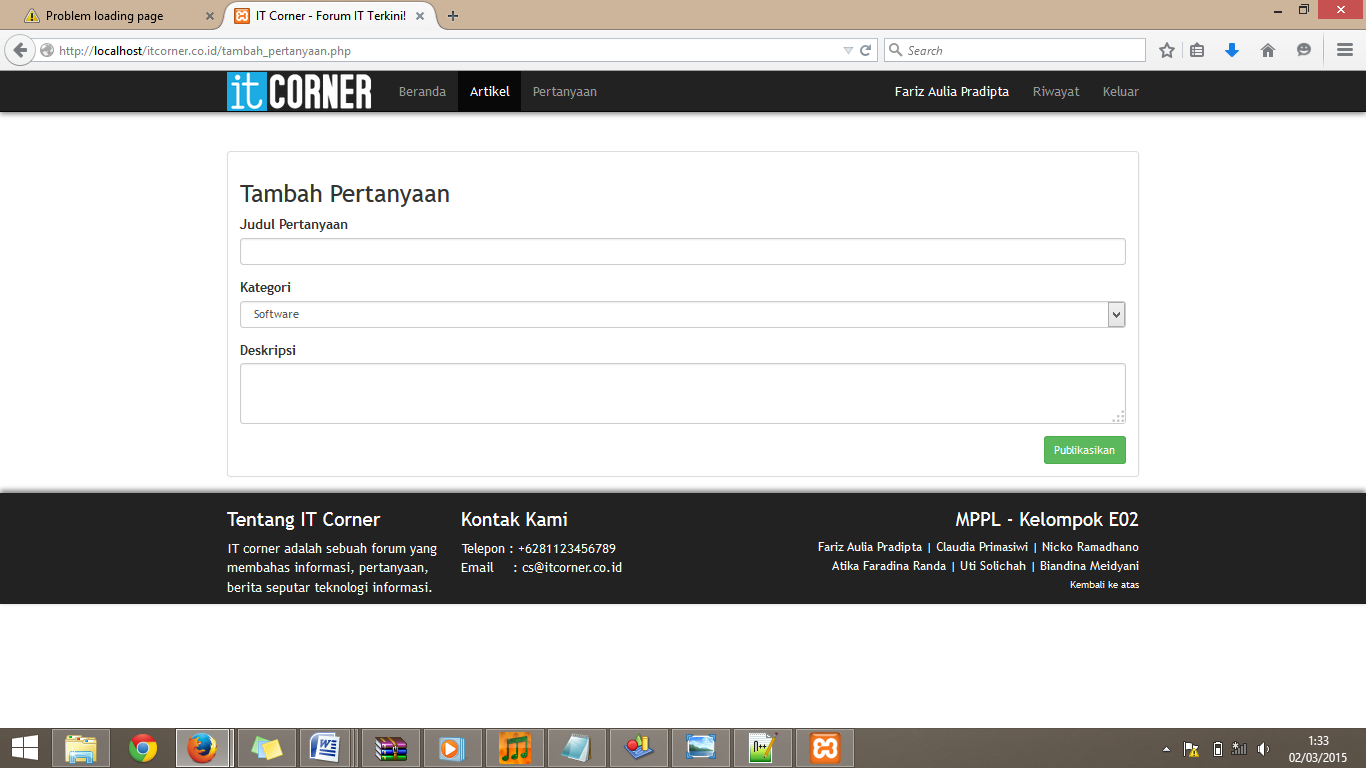 Problem loading page
IT Corner - Forum IT Terkini!
http://localhost/itcorner.co.id/tambah_pertanyaan.php
Search
it CORNER
Beranda
Artikel
Pertanyaan
Fariz Aulia Pradipta
Riwayat
Keluar
Tambah Pertanyaan
Judul Pertanyaan
Kategori
Software
Deskripsi
Publikasikan
Tentang IT Corner
IT corner adalah sebuah forum yang
membahas informasi, pertanyaan,
berita seputar teknologi informasi.
Kontak Kami
Telepon : +6281123456789
Email : cs@itcorner.co.id
MPPL - Kelompok E02
Fariz Aulia Pradipta | Claudia Primasiwi | Nicko Ramadhano
Atika Faradina Randa | Uti Solichah | Biandina Meidyani
Kembali ke atas
1:33
02/03/2015